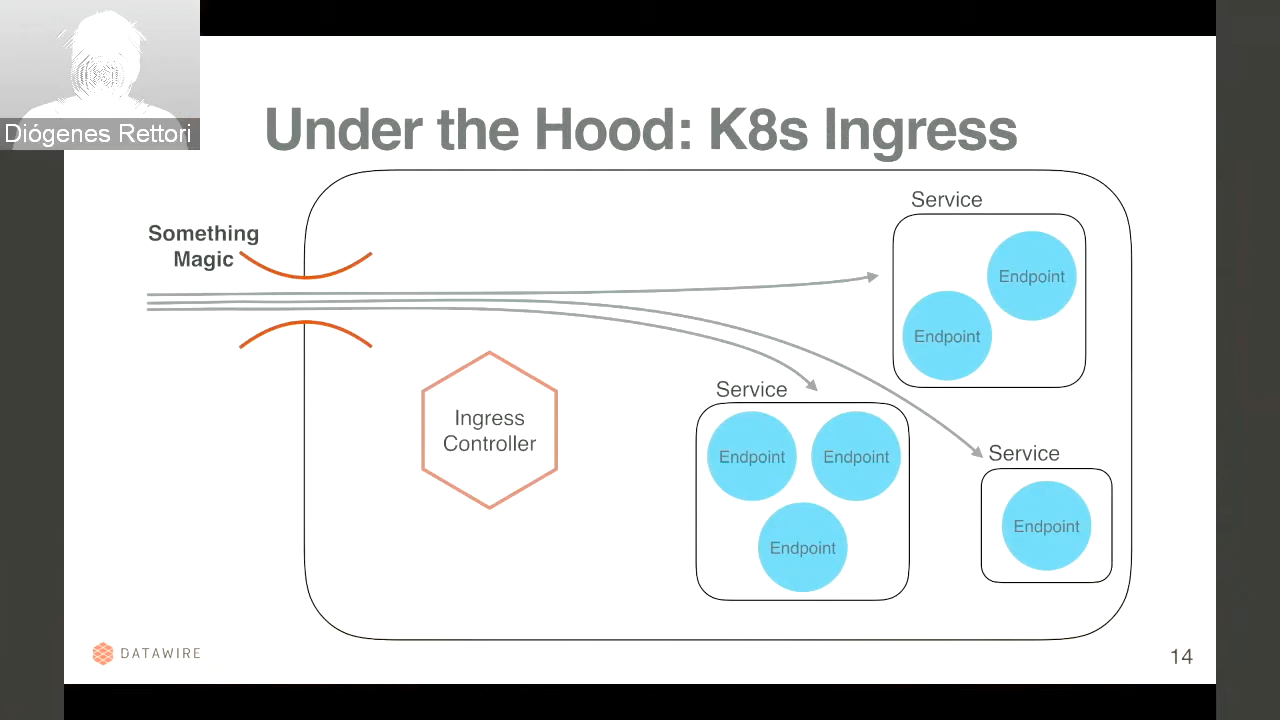 Diógenes Rettori
Under the Hood: K8s Ingress
Something
Magic
Service
Endpoint
Endpoint
Ingress
Controller
Service
Endpoint
Endpoint
Endpoint
Service
Endpoint
DATAWIRE
14